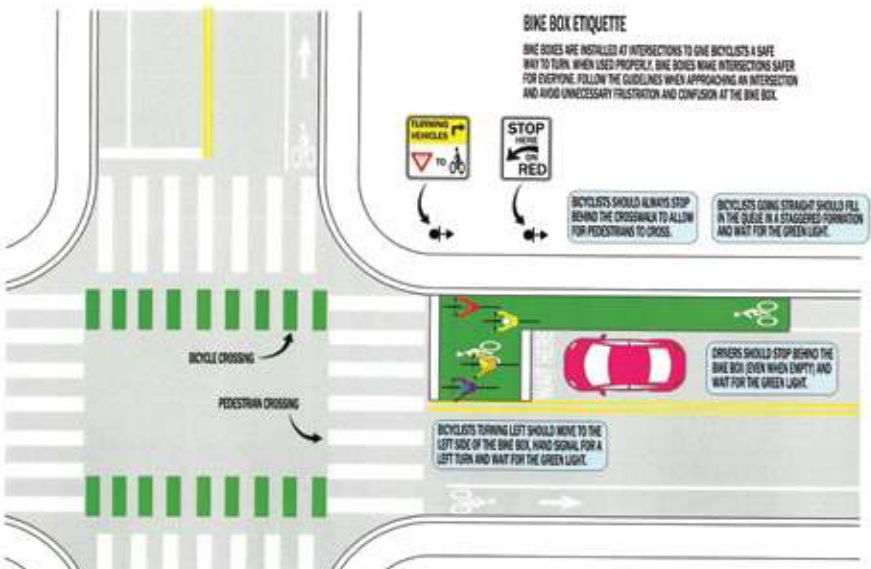 BIKE BOX ETIQUETTE
BIKE BOXES ARE INSTALLED AT INTERSECTIONS TO GIVE BICYCLISTS A SAFE
WAY TO TURN. WHEN USED PROPERLY, BIKE BOXES MAKE INTERSECTIONS SAFER
FOR EVERYONE. FOLLOW THE GUIDELINES WHEN APPROACHING AN INTERSECTION
AND AVOID UNNECESSARY FRUSTRATION AND CONFUSION AT THE BIKE BOX.
TURNING
VEHICLES
TO
STOP
HERE
ON
RED
BICYCLISTS SHOULD ALWAYS STOP
BEHIND THE CROSSWALK TO ALLOW
FOR PEDESTRIANS TO CROSS.
BICYCLISTS GOING STRAIGHT SHOULD FILL
IN THE QUEUE IN A STAGGERED FORMATION
AND WAIT FOR THE GREEN LIGHT.
BICYCLE CROSSING
DRIVERS SHOULD STOP BEHIND THE
BIKE BOX (EVEN WHEN EMPTY) AND
WAIT FOR THE GREEN LIGHT.
PEDESTRIAN CROSSING
BICYCLISTS TURNING LEFT SHOULD MOVE TO THE
LEFT SIDE OF THE BIKE BOX, HAND SIGNAL FOR A
LEFT TURN AND WAIT FOR THE GREEN LIGHT.